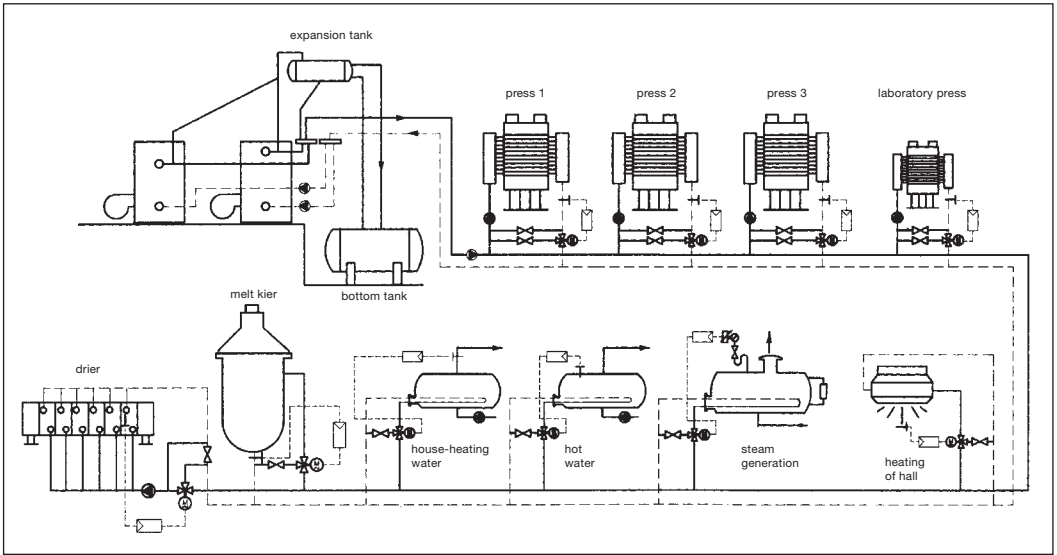 expansion tank
press 1
press 2
press 3
laboratory press
bottom tank
melt kier
drier
house-heating
water
hot
water
steam
generation
heating
of hall